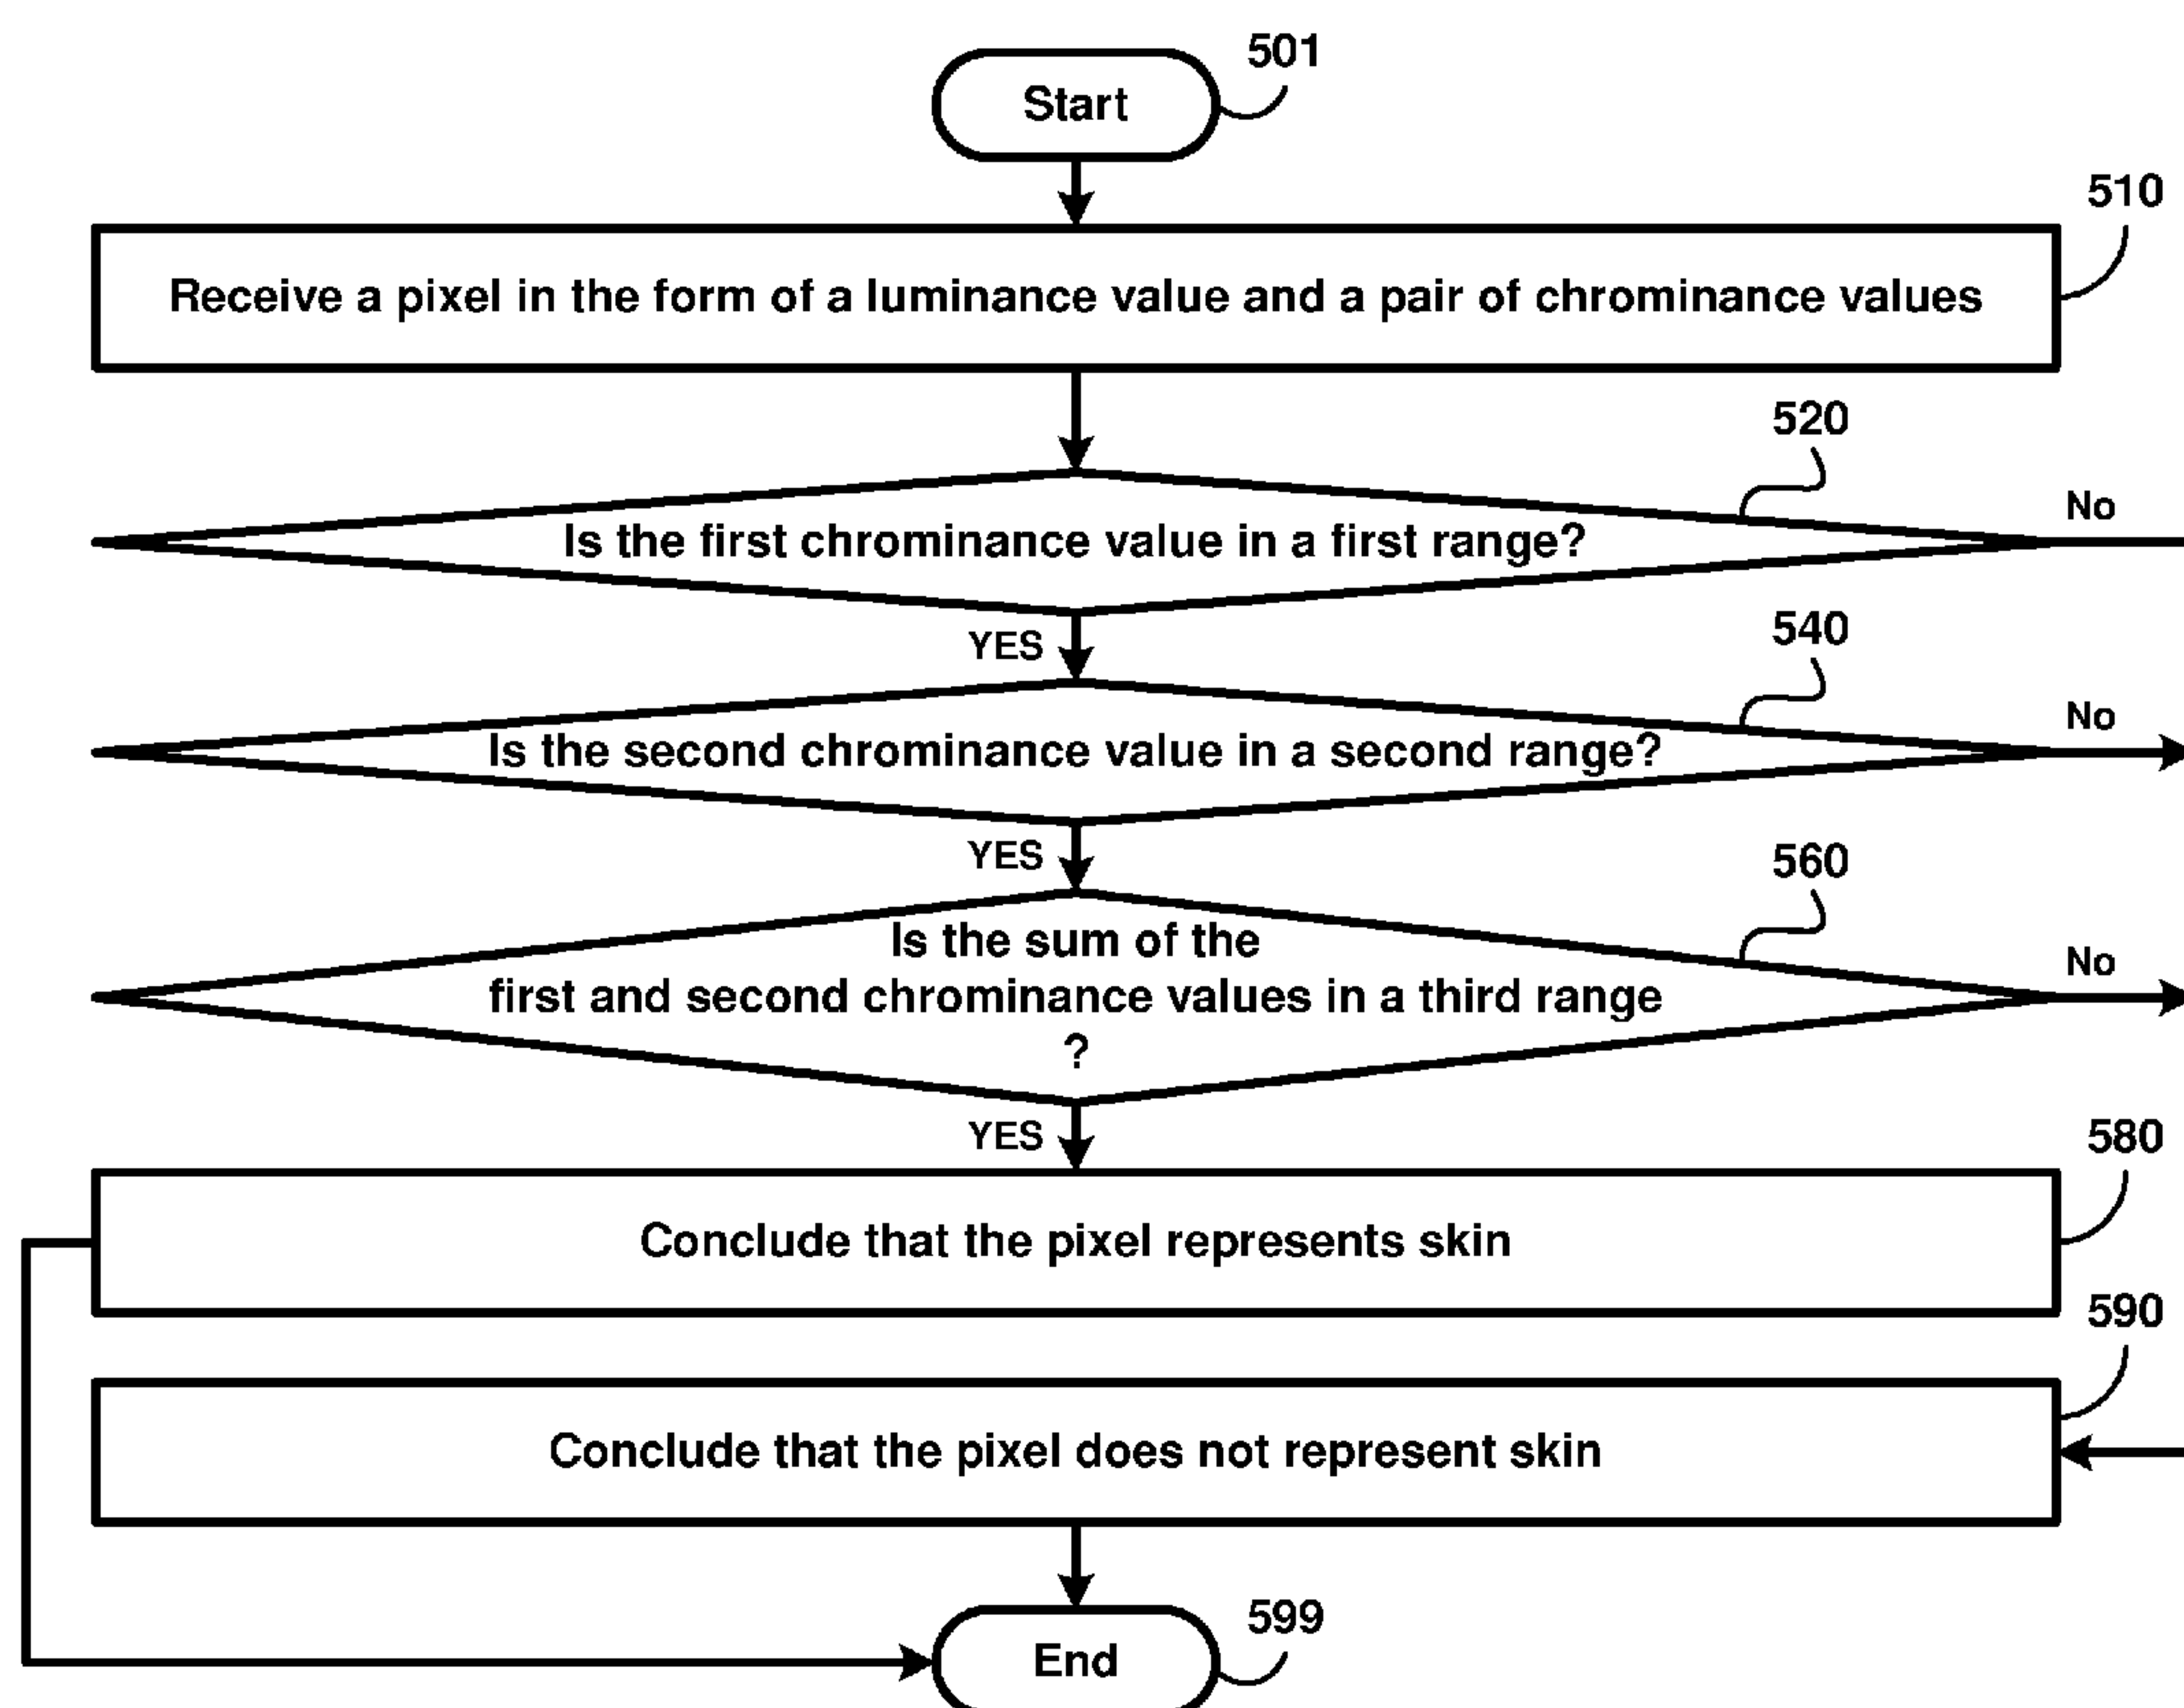 501
Start
510
Receive a pixel in the form of a luminance value and a pair of chrominance values
520
No
Is the first chrominance value in a first range?
YES
540
No
Is the second chrominance value in a second range?
YES
560
Is the sum of the
No
first and second chrominance values in a third range
?
YES
580
Conclude that the pixel represents skin
590
Conclude that the pixel does not represent skin
599
End